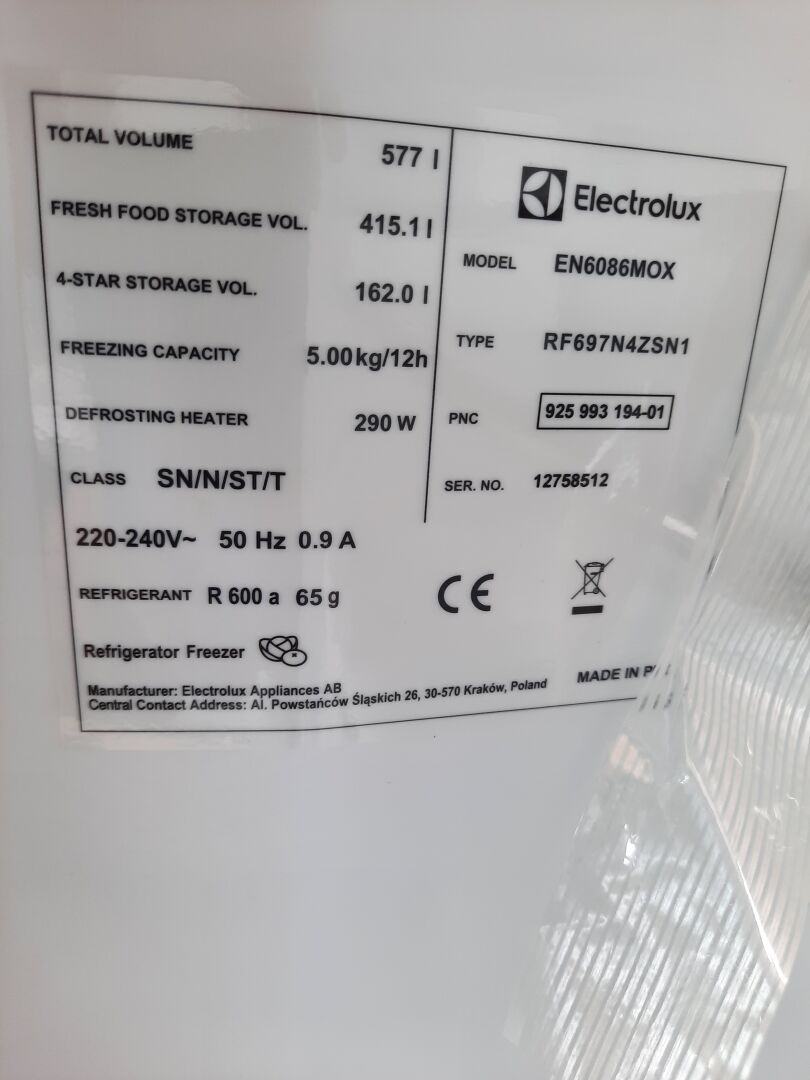 TOTAL VOLUME 577 l
FRESH FOOD STORAGE VOL. 415.1 l
4-STAR STORAGE VOL. 162.0 l
FREEZING CAPACITY 5.00kg/12h
DEFROSTING HEATER 290 W
CLASS SN/N/ST/T
220-240V~ 50 Hz 0.9 A
REFRIGERANT R 600 a 65 g
Refrigerator Freezer
Manufacturer: Electrolux Appliances AB
Central Contact Address: Al. Powstańców Śląskich 26, 30-570 Kraków, Poland
Electrolux
MODEL EN6086MOX
TYPE RF697N4ZSN1
PNC 925 993 194-01
SER. NO. 12758512
CE
MADE IN